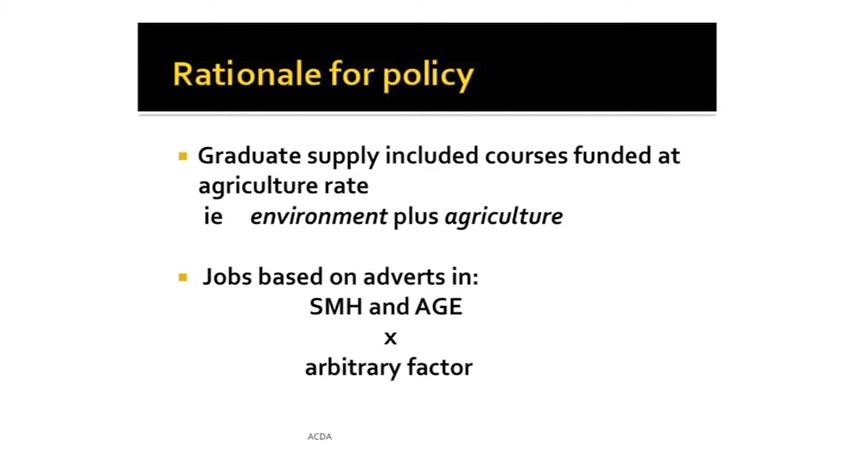 Rationale for policy
Graduate supply included courses funded at
agriculture rate
ie environment plus agriculture
Jobs based on adverts in:
SMH and AGE
x
arbitrary factor
ACDA